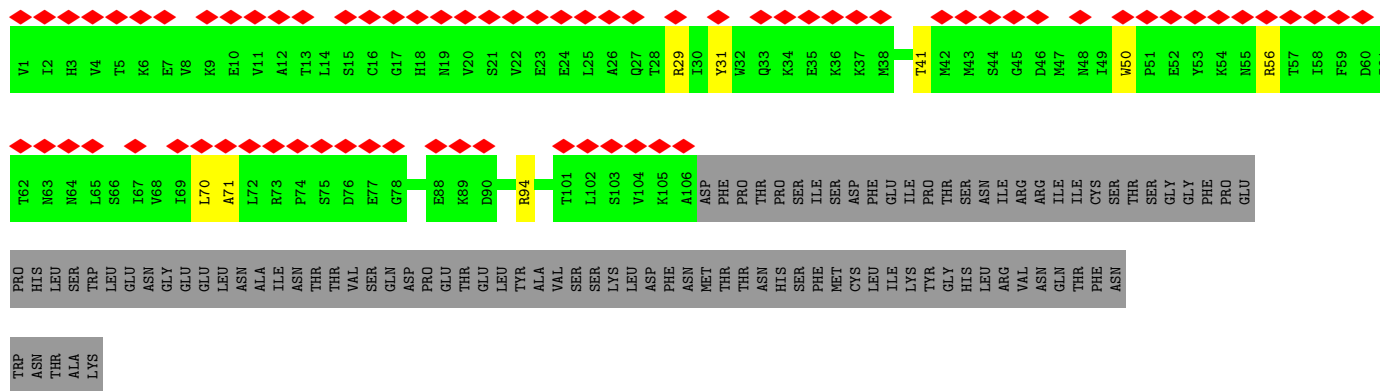 V1 I2 H3 V4 T5 K6 E7 V8 K9 E10 V11 A12 T13 L14 S15 C16 G17 H18 N19 V20 S21 V22 E23 E24 L25 A26 Q27 T28 R29 I30 Y31 W32 Q33 K34 E35 K36 K37 M38 T41 M42 M43 S44 G45 D46 M47 N48 I49 W50 P51 E52 Y53 K54 N55 R56 T57 I58 F59 D60
T62 N63 N64 L65 S66 I67 V68 I69 L70 A71 L72 R73 P74 S75 D76 E77 G78 E88 K89 D90 R94 T101 L102 S103 V104 K105 A106 ASP PHE PRO THR PRO SER ILE SER ASP PHE GLU ILE PRO THR SER ASN ILE ARG ARG ILE ILE CYS SER THR SER GLY GLY PHE PRO GLU
PRO HIS LEU SER TRP LEU GLU ASN GLY GLU GLU LEU ASN ALA ILE ASN THR THR VAL SER GLN ASP PRO GLU THR GLU LEU TYR ALA VAL SER SER LYS LEU ASP PHE ASN MET THR THR ASN HIS SER PHE MET CYS LEU ILE LYS TYR GLY HIS LEU ARG VAL ASN GLN THR PHE ASN
TRP ASN THR ALA LYS